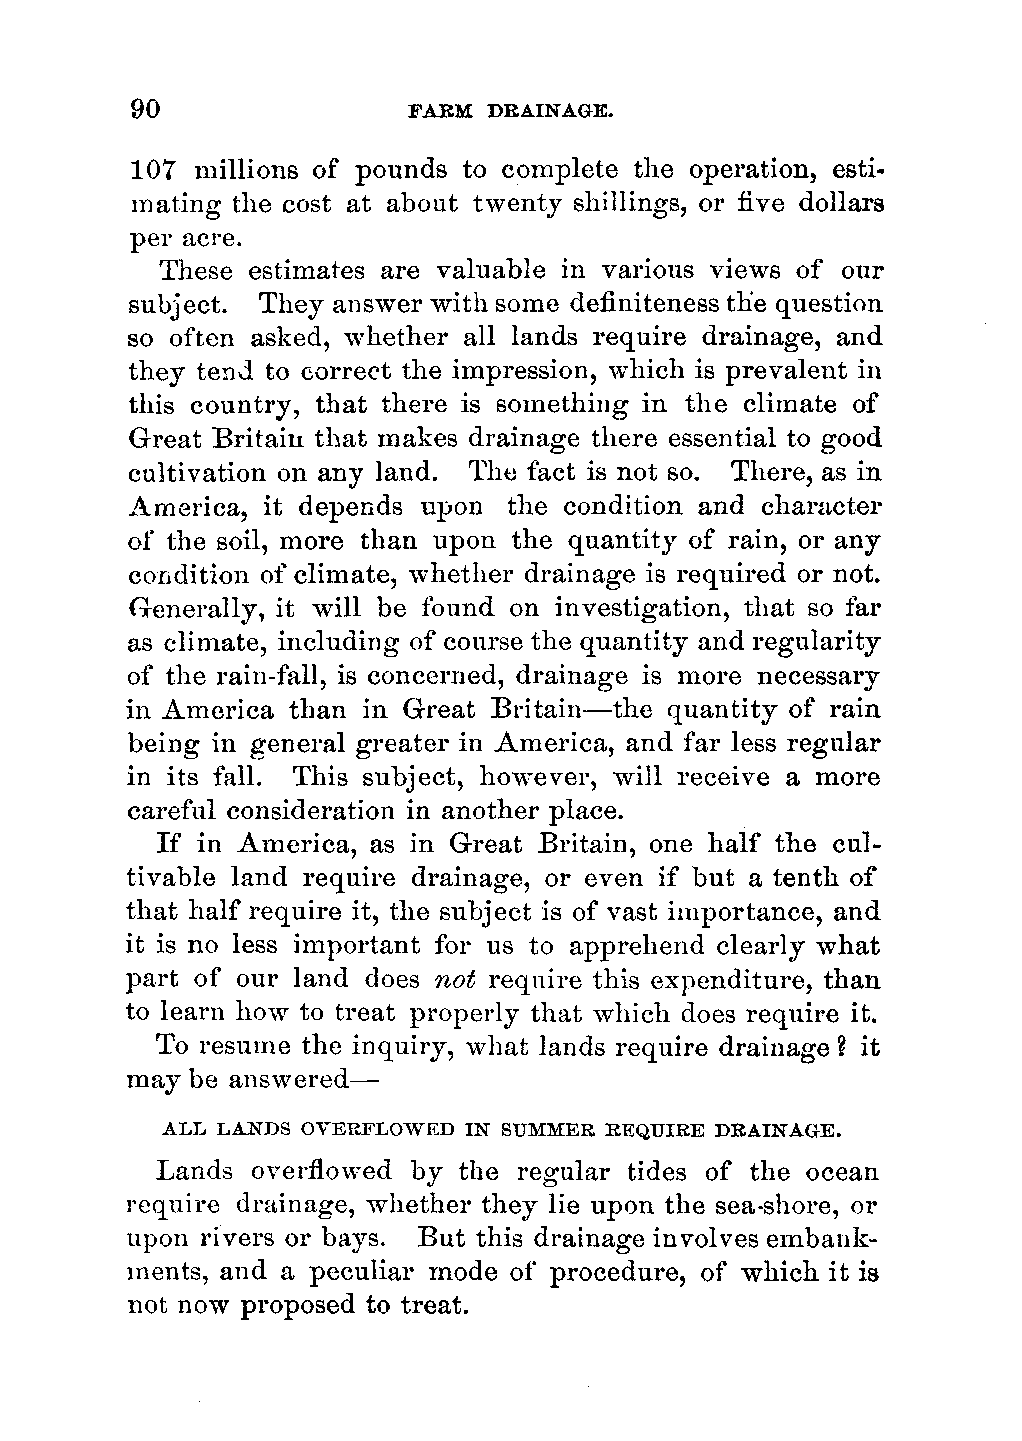 90 FARM DRAINAGE.
107 millions of pounds to complete the operation, esti-
mating the cost at about twenty shillings, or five dollars
per acre.
These estimates are valuable in various views of our
subject. They answer with some definiteness the question
so often asked, whether all lands require drainage, and
they tend to correct the impression, which is prevalent in
this country, that there is something in the climate of
Great Britain that makes drainage there essential to good
cultivation on any land. The fact is not so. There, as in
America, it depends upon the condition and character
of the soil, more than upon the quantity of rain, or any
condition of climate, whether drainage is required or not.
Generally, it will be found on investigation, that so far
as climate, including of course the quantity and regularity
of the rain-fall, is concerned, drainage is more necessary
in America than in Great Britain—the quantity of rain
being in general greater in America, and far less regular
in its fall. This subject, however, will receive a more
careful consideration in another place.
If in America, as in Great Britain, one half the cul-
tivable land require drainage, or even if but a tenth of
that half require it, the subject is of vast importance, and
it is no less important for us to apprehend clearly what
part of our land does not require this expenditure, than
to learn how to treat properly that which does require it.
To resume the inquiry, what lands require drainage? it
may be answered—
ALL LANDS OVERFLOWED IN SUMMER REQUIRE DRAINAGE.
Lands overflowed by the regular tides of the ocean
require drainage, whether they lie upon the sea-shore, or
upon rivers or bays. But this drainage involves embank-
ments, and a peculiar mode of procedure, of which it is
not now proposed to treat.